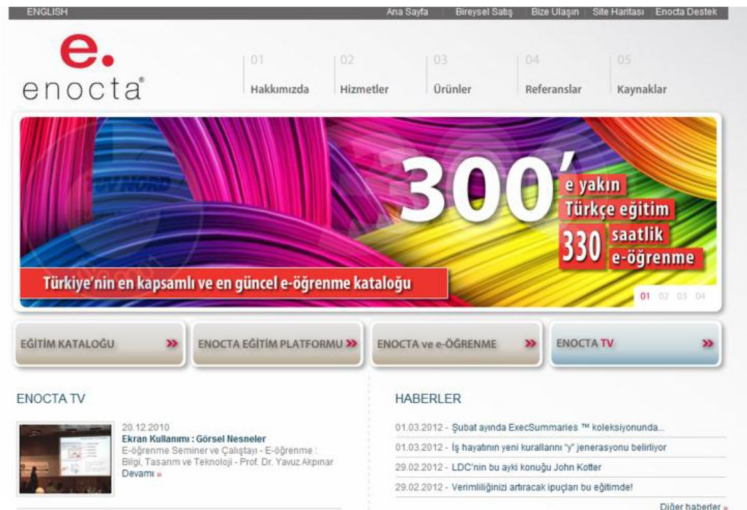 ENGLISH
Ana Sayfa Bireysel Satış Bize Ulaşın Site Haritası Enocta Destek
e.
enocta®
01 02 03 04 05
Hakkımızda Hizmetler Ürünler Referanslar Kaynaklar
300'
e yakın
Türkçe eğitim
330 saatlik
e-öğrenme
Türkiye'nin en kapsamlı ve en güncel e-öğrenme kataloğu
01 02 03 04
EĞİTİM KATALOĞU »
ENOCTA EĞİTİM PLATFORMU »
ENOCTA ve e-ÖĞRENME »
ENOCTA TV »
ENOCTA TV
20.12.2010
Ekran Kullanımı : Görsel Nesneler
E-öğrenme Seminer ve Çalıştayı - E-öğrenme :
Bilgi, Tasarım ve Teknoloji - Prof. Dr. Yavuz Akpınar
Devamı »
HABERLER
01.03.2012 - Şubat ayında ExecSummaries ™ koleksiyonunda...
01.03.2012 - İş hayatının yeni kurallarını "y" jenerasyonu belirliyor
29.02.2012 - LDC'nin bu ayki konuğu John Kotter
29.02.2012 - Verimliliğinizi artıracak ipuçları bu eğitimde!
Diğer haberler »